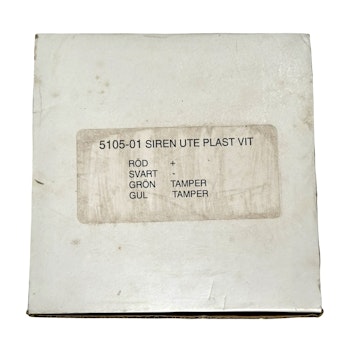 5105-01 SIREN UTE PLAST VIT
RÖD +
SVART -
GRÖN TAMPER
GUL TAMPER